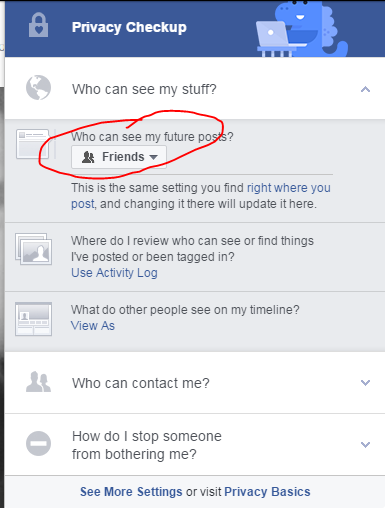 Privacy Checkup
Who can see my stuff?
Who can see my future posts?
Friends
This is the same setting you find right where you
post, and changing it there will update it here.
Where do I review who can see or find things
I've posted or been tagged in?
Use Activity Log
What do other people see on my timeline?
View As
Who can contact me?
How do I stop someone
from bothering me?
See More Settings or visit Privacy Basics